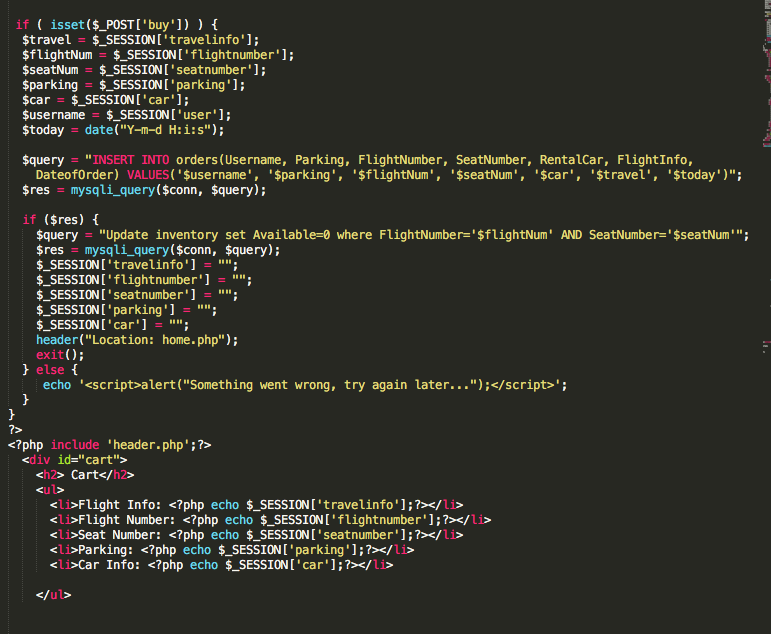 if ( isset($_POST['buy']) ) {
$travel = $_SESSION['travelinfo'];
$flightNum = $_SESSION['flightnumber'];
$seatNum = $_SESSION['seatnumber'];
$parking = $_SESSION['parking'];
$car = $_SESSION['car'];
$username = $_SESSION['user'];
$today = date("Y-m-d H:i:s");
$query = "INSERT INTO orders(Username, Parking, FlightNumber, SeatNumber, RentalCar, FlightInfo,
DateofOrder) VALUES('$username', '$parking', '$flightNum', '$seatNum', '$car', '$travel', '$today')";
$res = mysqli_query($conn, $query);
if ($res) {
$query = "Update inventory set Available=0 where FlightNumber='$flightNum' AND SeatNumber='$seatNum'";
$res = mysqli_query($conn, $query);
$_SESSION['travelinfo'] = "";
$_SESSION['flightnumber'] = "";
$_SESSION['seatnumber'] = "";
$_SESSION['parking'] = "";
$_SESSION['car'] = "";
header("Location: home.php");
exit();
} else {
echo '<script>alert("Something went wrong, try again later...");</script>';
}
}
?>
<?php include 'header.php';?>
<div id="cart">
<h2> Cart</h2>
<ul>
<li>Flight Info: <?php echo $_SESSION['travelinfo'];?></li>
<li>Flight Number: <?php echo $_SESSION['flightnumber'];?></li>
<li>Seat Number: <?php echo $_SESSION['seatnumber'];?></li>
<li>Parking: <?php echo $_SESSION['parking'];?></li>
<li>Car Info: <?php echo $_SESSION['car'];?></li>
</ul>